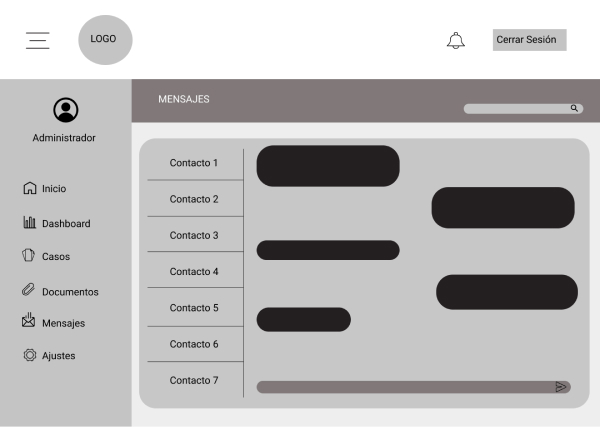 LOGO
Cerrar Sesión
MENSAJES
Administrador
Inicio
Dashboard
Casos
Documentos
Mensajes
Ajustes
Contacto 1
Contacto 2
Contacto 3
Contacto 4
Contacto 5
Contacto 6
Contacto 7